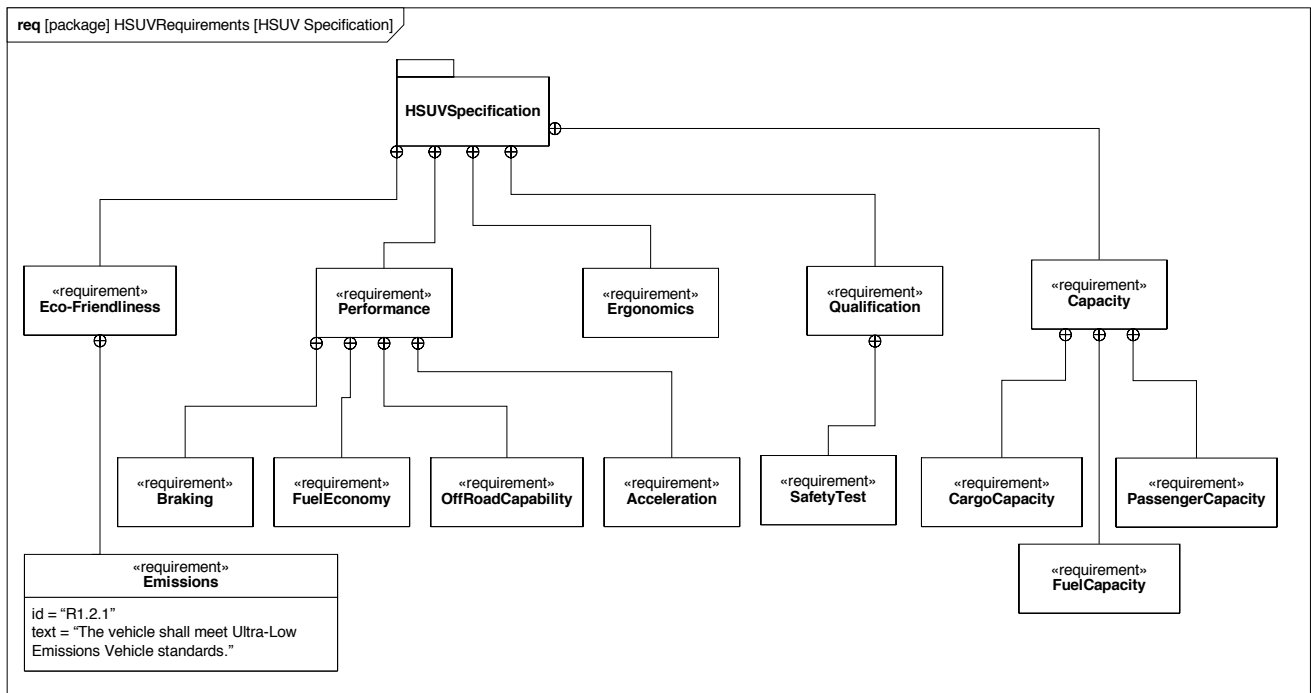 req [package] HSUVRequirements [HSUV Specification]
HSUVSpecification
«requirement»
Eco-Friendliness
«requirement»
Performance
«requirement»
Ergonomics
«requirement»
Qualification
«requirement»
Capacity
«requirement»
Braking
«requirement»
FuelEconomy
«requirement»
OffRoadCapability
«requirement»
Acceleration
«requirement»
SafetyTest
«requirement»
CargoCapacity
«requirement»
PassengerCapacity
«requirement»
FuelCapacity
«requirement»
Emissions
id = “R1.2.1”
text = “The vehicle shall meet Ultra-Low
Emissions Vehicle standards.”